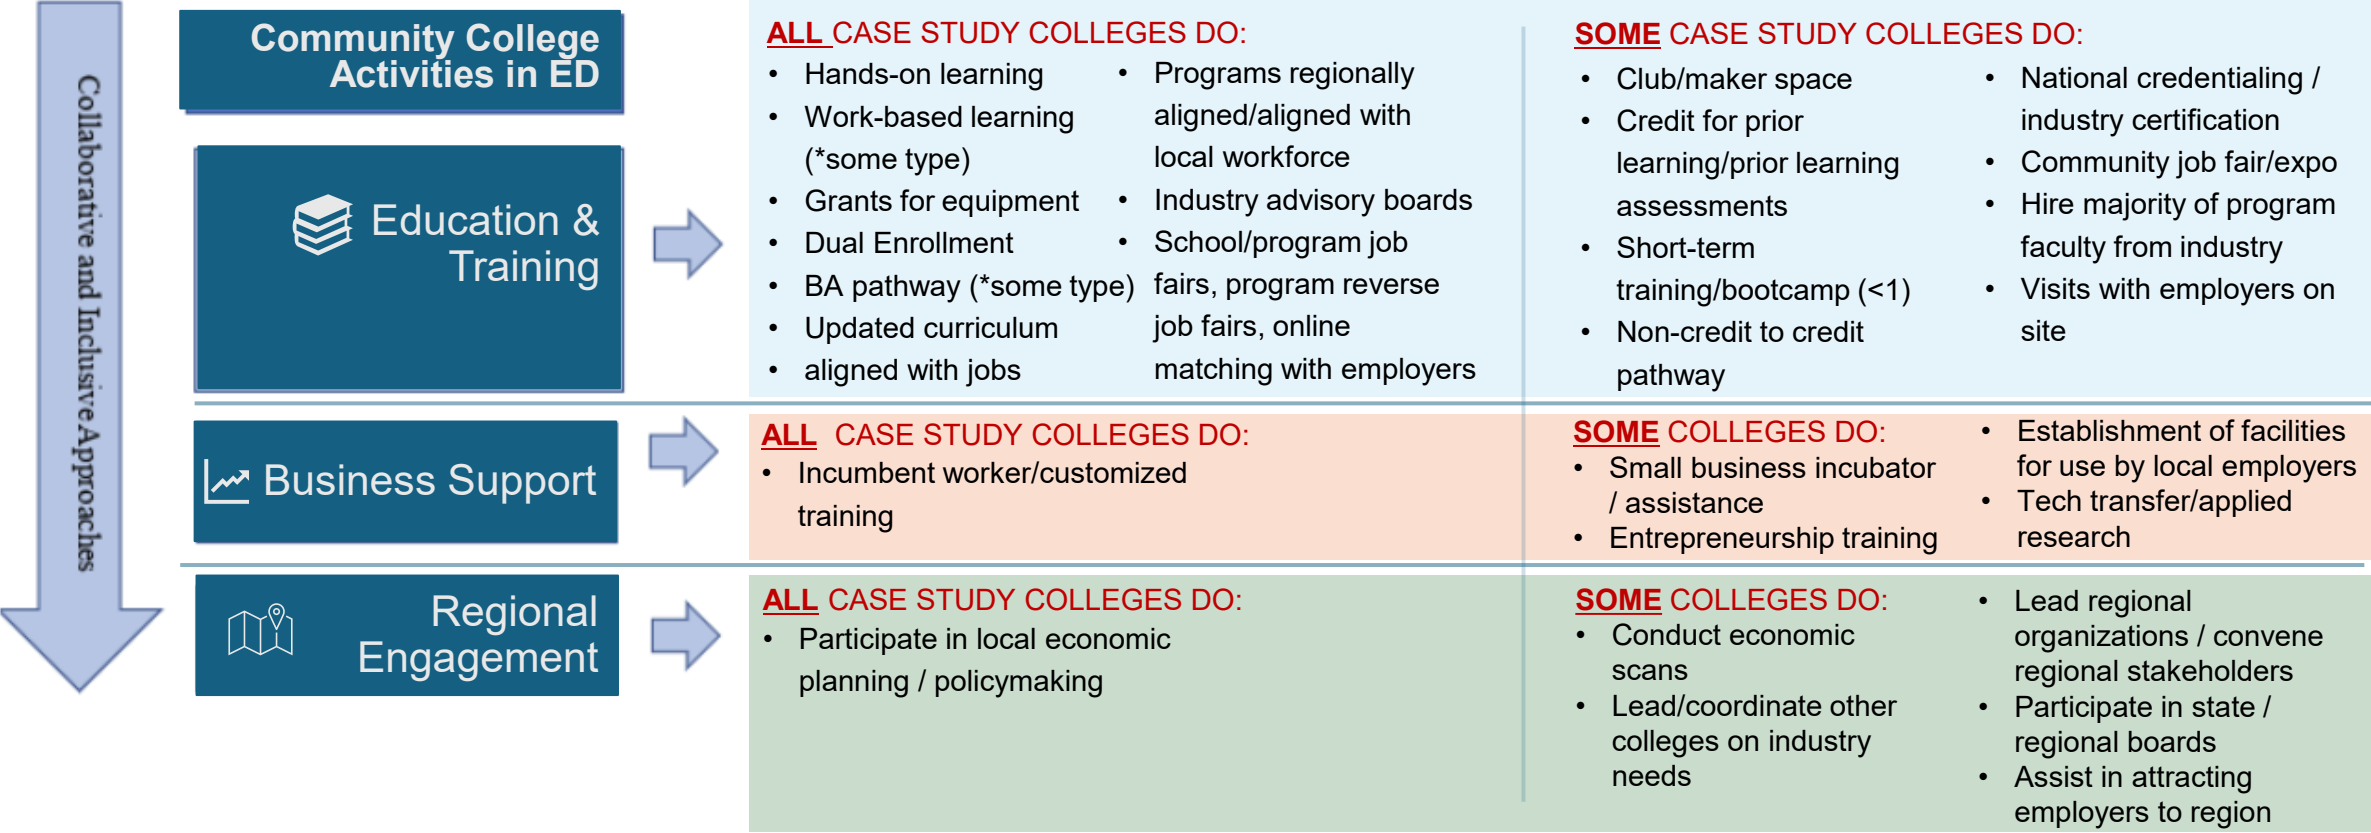 Collaborative and Inclusive Approaches
Community College
Activities in ED
Education &
Training
ALL CASE STUDY COLLEGES DO:
• Hands-on learning
• Work-based learning
(*some type)
• Grants for equipment
• Dual Enrollment
• BA pathway (*some type)
• Updated curriculum
• aligned with jobs
• Programs regionally
aligned/aligned with
local workforce
• Industry advisory boards
• School/program job
fairs, program reverse
job fairs, online
matching with employers
SOME CASE STUDY COLLEGES DO:
• Club/maker space
• Credit for prior
learning/prior learning
assessments
• Short-term
training/bootcamp (<1)
• Non-credit to credit
pathway
• National credentialing /
industry certification
• Community job fair/expo
• Hire majority of program
faculty from industry
• Visits with employers on
site
Business Support
ALL CASE STUDY COLLEGES DO:
• Incumbent worker/customized
training
SOME COLLEGES DO:
• Small business incubator
/ assistance
• Entrepreneurship training
• Establishment of facilities
for use by local employers
• Tech transfer/applied
research
Regional
Engagement
ALL CASE STUDY COLLEGES DO:
• Participate in local economic
planning / policymaking
SOME COLLEGES DO:
• Conduct economic
scans
• Lead/coordinate other
colleges on industry
needs
• Lead regional
organizations / convene
regional stakeholders
• Participate in state /
regional boards
• Assist in attracting
employers to region